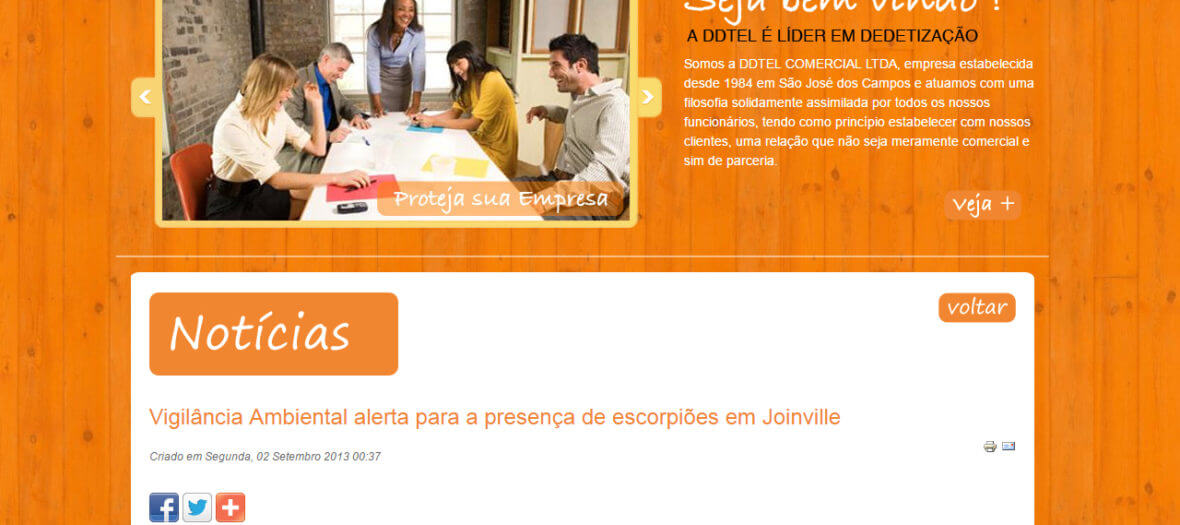 Seja bem vindo !
A DDTEL É LÍDER EM DEDETIZAÇÃO
Somos a DDTEL COMERCIAL LTDA, empresa estabelecida
desde 1984 em São José dos Campos e atuamos com uma
filosofia solidamente assimilada por todos os nossos
funcionários, tendo como princípio estabelecer com nossos
clientes, uma relação que não seja meramente comercial e
sim de parceria.
Proteja sua Empresa
Veja +
Notícias
voltar
Vigilância Ambiental alerta para a presença de escorpiões em Joinville
Criado em Segunda, 02 Setembro 2013 00:37